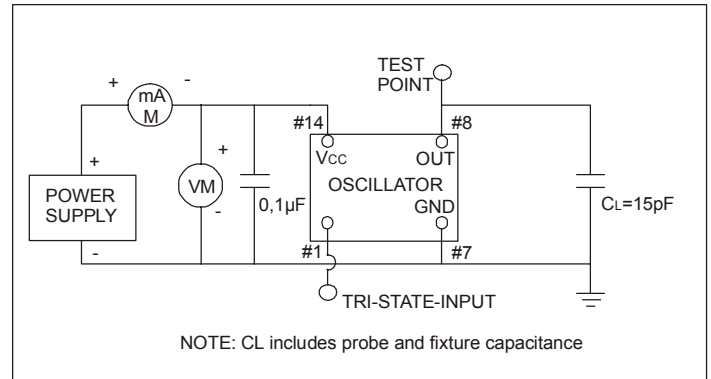 TEST
POINT
+
-
mA
M
#14
#8
+
+
VCC
OUT
OSCILLATOR
POWER
SUPPLY
VM
0,1µF
GND
CL=15pF
-
-
#1
#7
TRI-STATE-INPUT
NOTE: CL includes probe and fixture capacitance